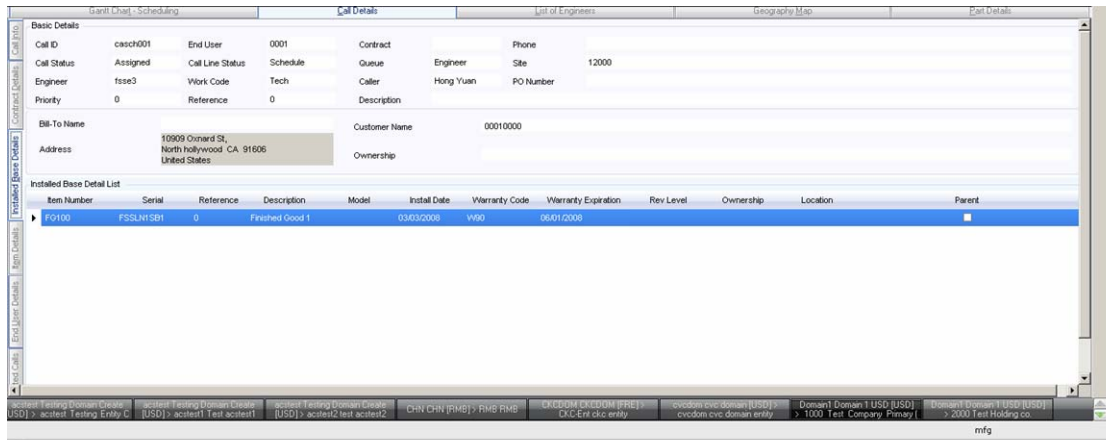 Gantt Chart - Scheduling Call Details List of Engineers Geography Map Part Details
Basic Details
Call ID casch001 End User 0001 Contract Phone
Call Status Assigned Call Line Status Schedule Queue Engineer Site 12000
Engineer fsse3 Work Code Tech Caller Hong Yuan PO Number
Priority 0 Reference 0 Description
Bill-To Name Customer Name 00010000
Address 10909 Oxnard St,
North hollywood CA 91606
United States
Ownership
Installed Base Detail List
Item Number Serial Reference Description Model Install Date Warranty Code Warranty Expiration Rev Level Ownership Location Parent
FG100 FSSLN1SB1 0 Finished Good 1 03/03/2008 W90 06/01/2008
Call Info.
Contract Details
Installed Base Details
Item Details
End User Details
ted Calls
acstest Testing Domain Create
USD] > acstest Testing Entity C
acstest Testing Domain Create
[USD] > acstest1 Test acstest1
acstest Testing Domain Create
[USD] > acstest2 test acstest2
CHN CHN [RMB] > RMB RMB
CKCDOM CKCDOM [FRE] >
CKC-Ent ckc entity
cvcdom cvc domain [USD] >
cvcdom cvc domain entity
Domain1 Domain 1 USD [USD]
> 1000 Test Company Primary (
Domain1 Domain 1 USD [USD]
> 2000 Test Holding co.
mfg